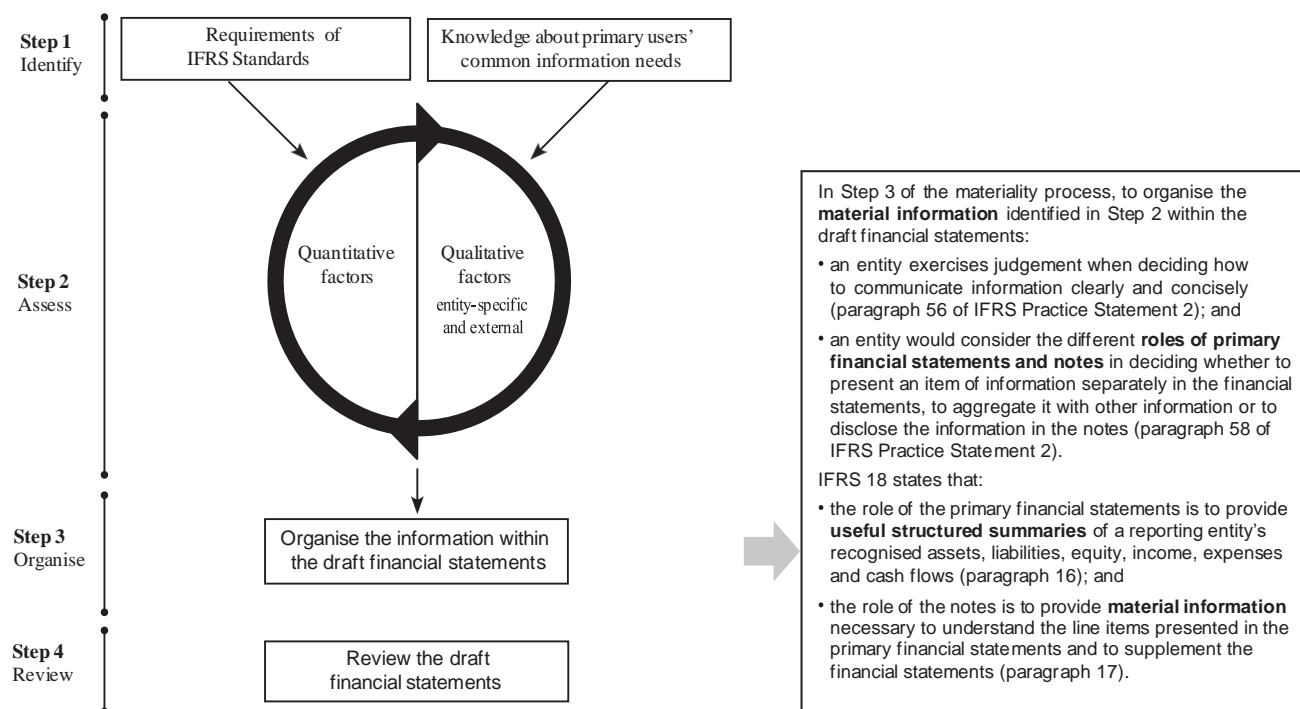 Step 1
Identify
Requirements of
IFRS Standards
Knowledge about primary users’
common information needs
Step 2
Assess
Quantitative
factors
Qualitative
factors
entity-specific
and external
Step 3
Organise
Organise the information within
the draft financial statements
Step 4
Review
Review the draft
financial statements
In Step 3 of the materiality process, to organise the
material information identified in Step 2 within the
draft financial statements:
• an entity exercises judgement when deciding how
to communicate information clearly and concisely
(paragraph 56 of IFRS Practice Statement 2); and
• an entity would consider the different roles of primary
financial statements and notes in deciding whether to
present an item of information separately in the financial
statements, to aggregate it with other information or to
disclose the information in the notes (paragraph 58 of
IFRS Practice Statement 2).
IFRS 18 states that:
• the role of the primary financial statements is to provide
useful structured summaries of a reporting entity’s
recognised assets, liabilities, equity, income, expenses
and cash flows (paragraph 16); and
• the role of the notes is to provide material information
necessary to understand the line items presented in the
primary financial statements and to supplement the
financial statements (paragraph 17).